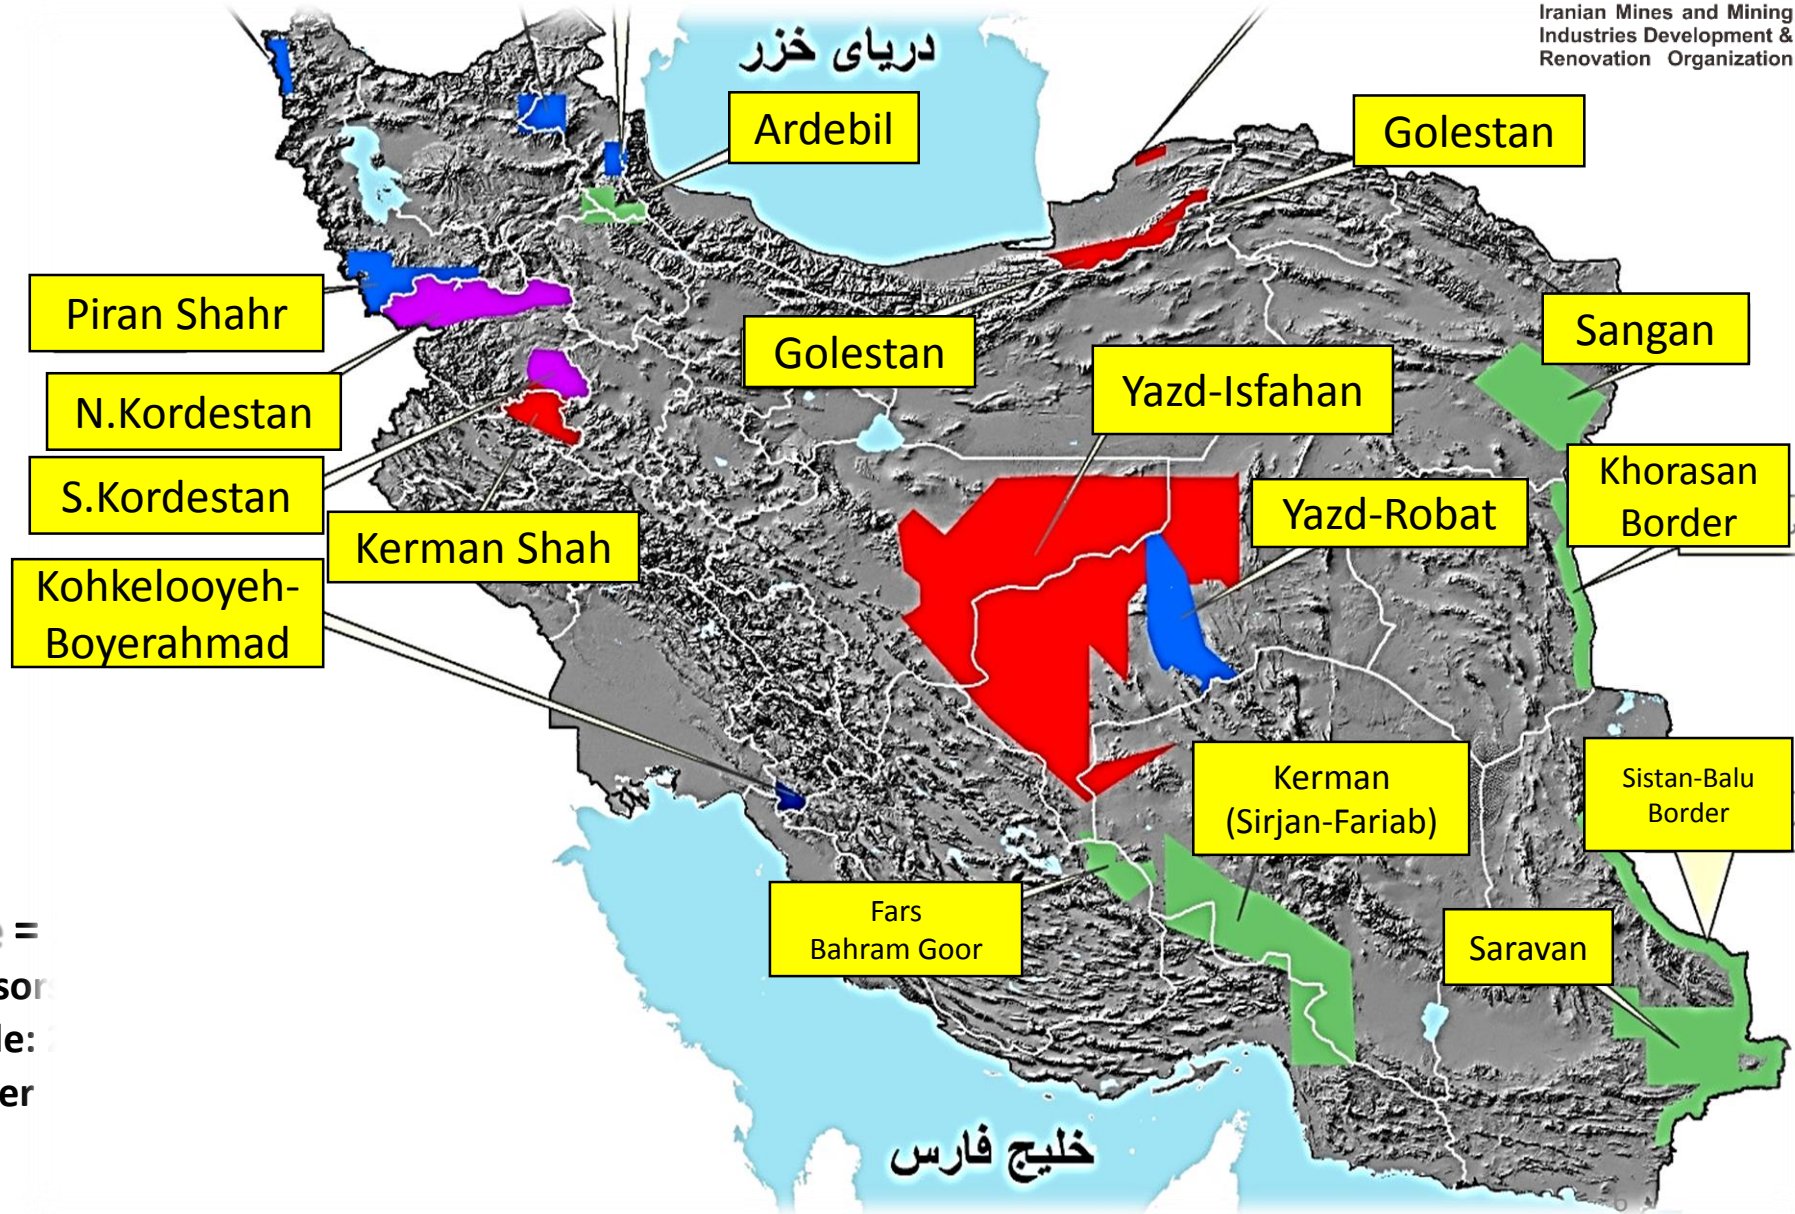 Iranian Mines and Mining
Industries Development &
Renovation Organization
دریای خزر
Ardebil
Golestan
Piran Shahr
Golestan
Sangan
N.Kordestan
Yazd-Isfahan
S.Kordestan
Khorasan
Border
Yazd-Robat
Kerman Shah
Kohkelooyeh-
Boyerahmad
Kerman
(Sirjan-Fariab)
Sistan-Balu
Border
Fars
Bahram Goor
Saravan
خلیج فارس